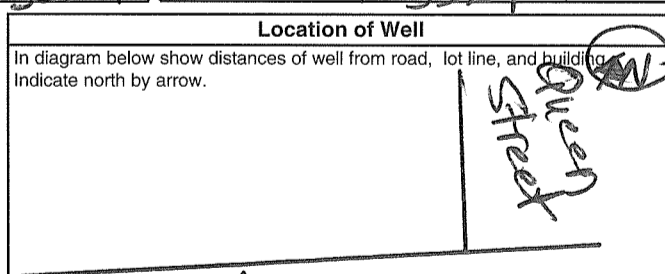 Location of Well
In diagram below show distances of well from road, lot line, and building.
Indicate north by arrow.
N
Queen
Street